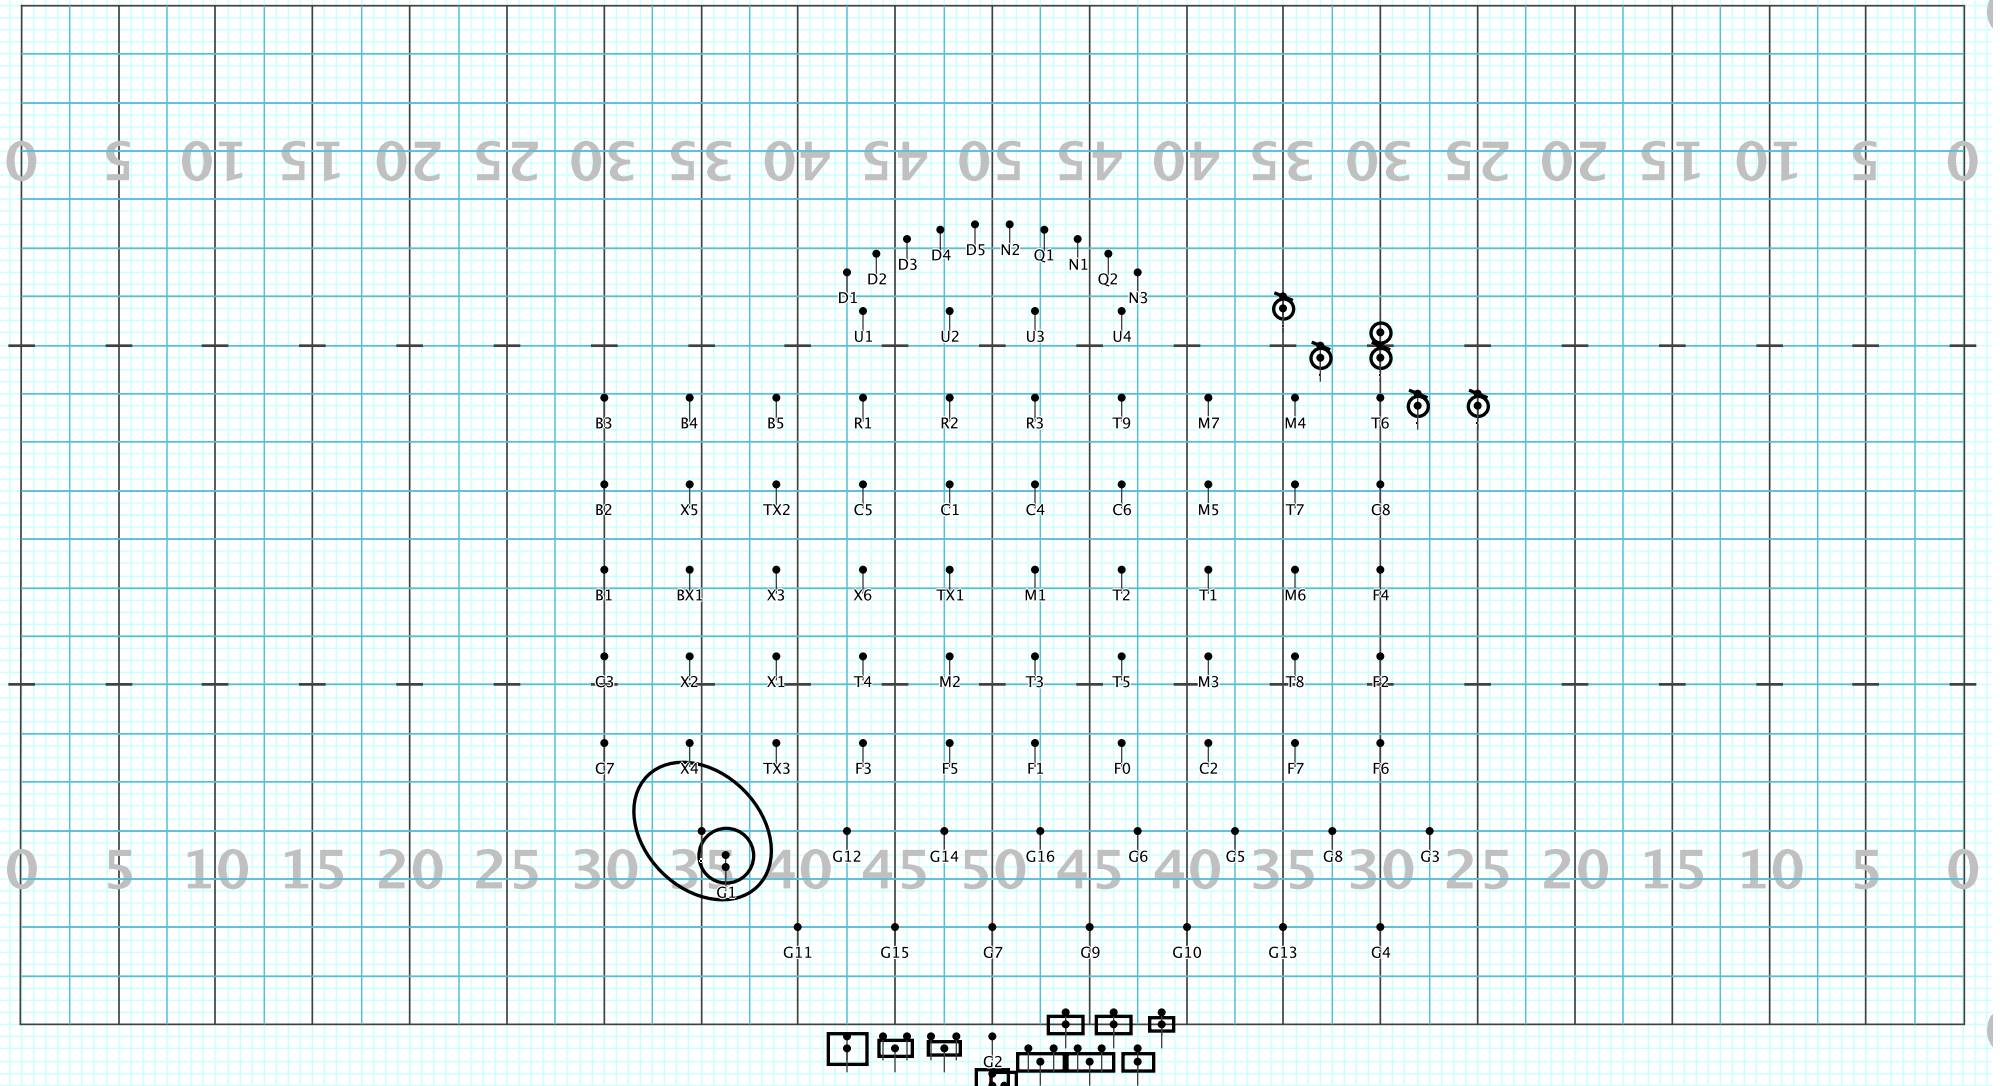 0 5 10 15 20 25 30 35 40 45 50 45 40 35 30 25 20 15 10 5 0
D5 N2
D4 Q1
D3 N1
D2 Q2
D1 N3
U1 U2 U3 U4
B3 B4 B5 R1 R2 R3 T9 M7 M4 T6
B2 X5 TX2 C5 C1 C4 C6 M5 T7 C8
B1 BX1 X3 X6 TX1 M1 T2 T1 M6 F4
C3 X2 X1 T4 M2 T3 T5 M3 T8 F2
C7 X4 TX3 F3 F5 F1 F0 C2 F7 F6
G12 G14 G16 G6 G5 G8 G3
0 5 10 15 20 25 30 35 40 45 50 45 40 35 30 25 20 15 10 5 0
G1
G11 G15 G7 G9 G10 G13 G4
G2